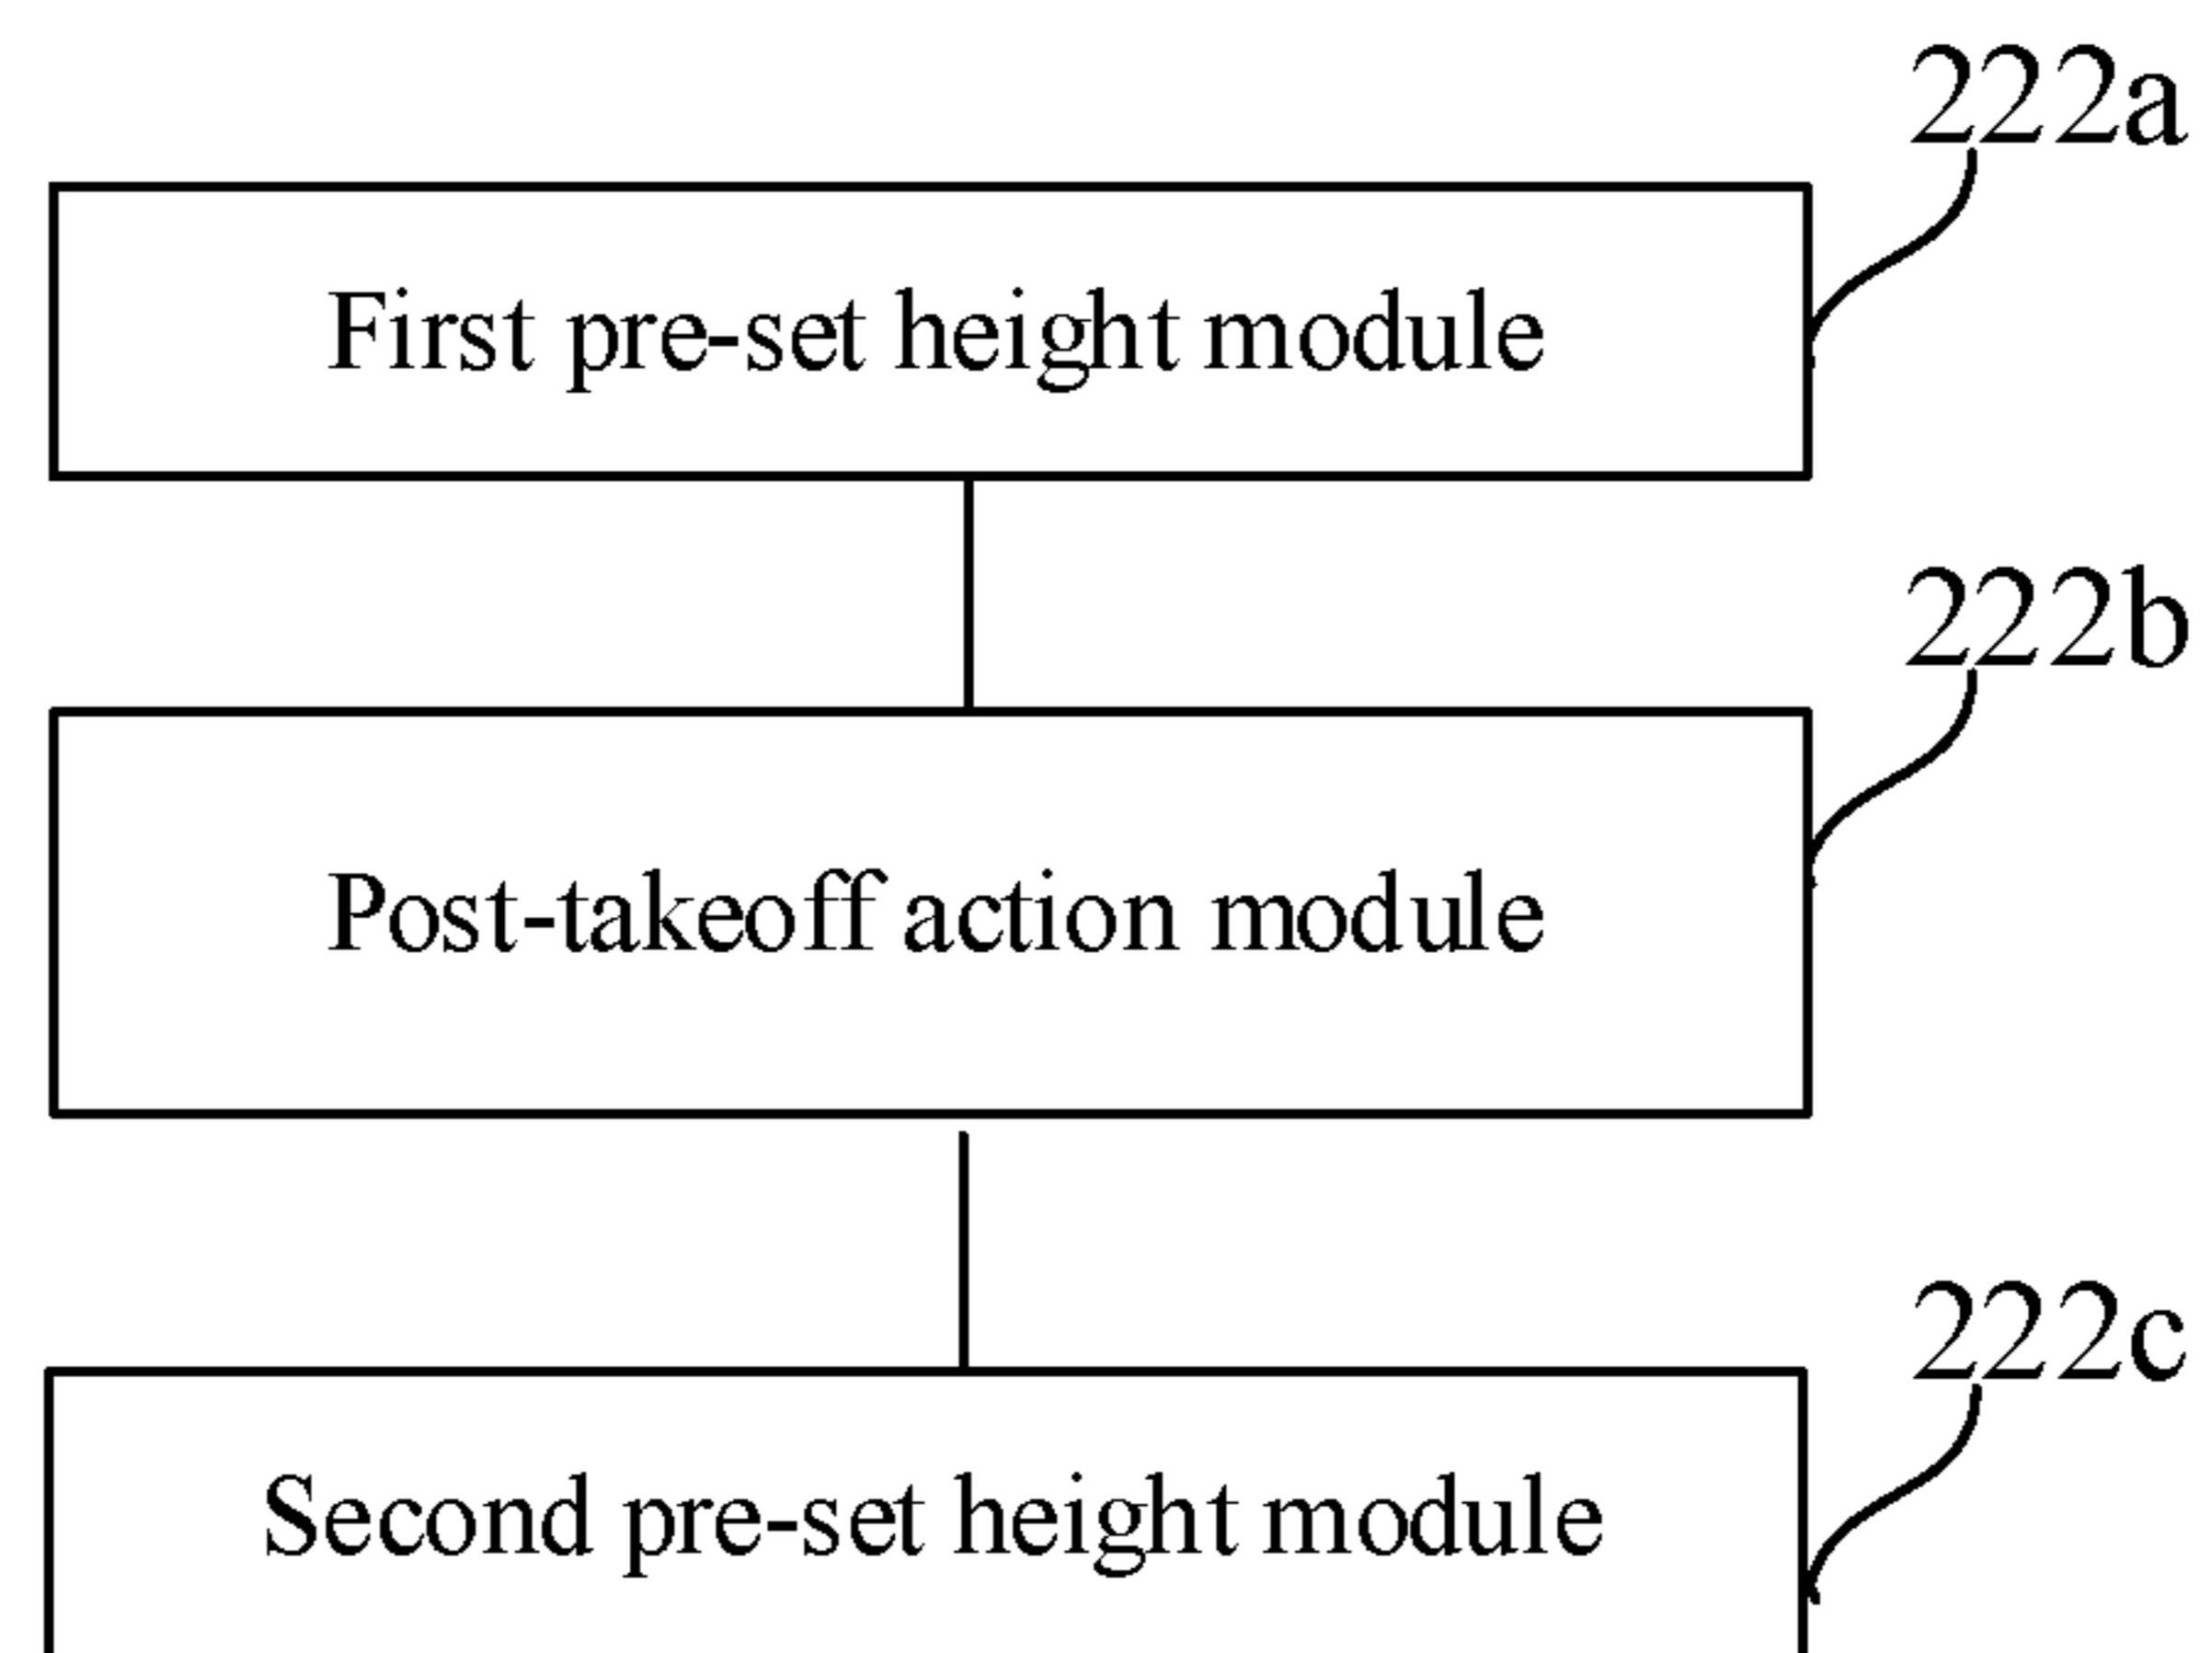 222a
First pre-set height module
222b
Post-takeoff action module
222c
Second pre-set height module